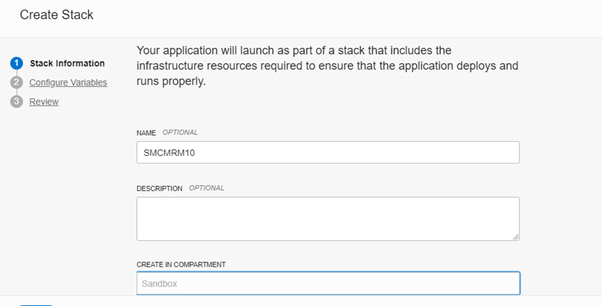 Create Stack
1 Stack Information
2 Configure Variables
3 Review
Your application will launch as part of a stack that includes the
infrastructure resources required to ensure that the application deploys and
runs properly.
NAME OPTIONAL
SMCMRM10
DESCRIPTION OPTIONAL
CREATE IN COMPARTMENT
Sandbox